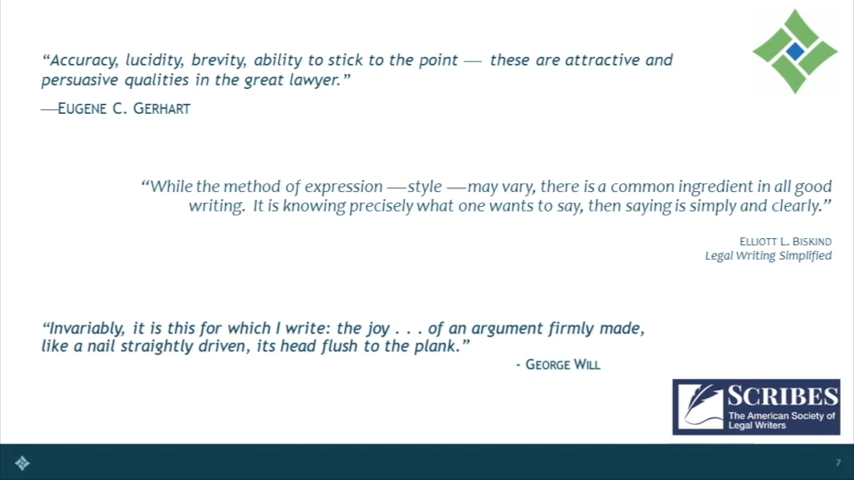 “Accuracy, lucidity, brevity, ability to stick to the point — these are attractive and
persuasive qualities in the great lawyer.”
—EUGENE C. GERHART
“While the method of expression —style —may vary, there is a common ingredient in all good
writing. It is knowing precisely what one wants to say, then saying is simply and clearly.”
ELLIOTT L. BISKIND
Legal Writing Simplified
“Invariably, it is this for which I write: the joy . . . of an argument firmly made,
like a nail straightly driven, its head flush to the plank.”
- GEORGE WILL
SCRIBES
The American Society of
Legal Writers
7